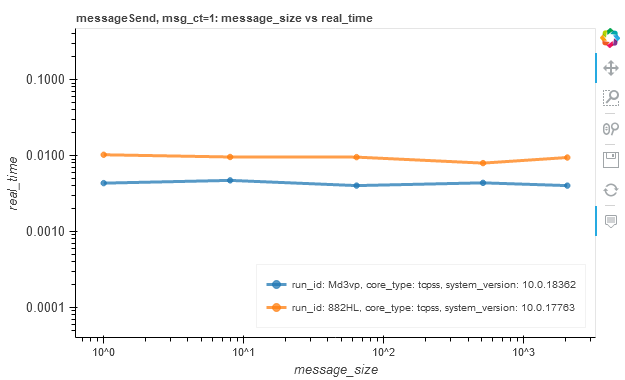 messageSend, msg_ct=1: message_size vs real_time
0.1000
0.0100
0.0010
0.0001
real_time
run_id: Md3vp, core_type: tcpss, system_version: 10.0.18362
run_id: 882HL, core_type: tcpss, system_version: 10.0.17763
10^0
10^1
10^2
10^3
message_size